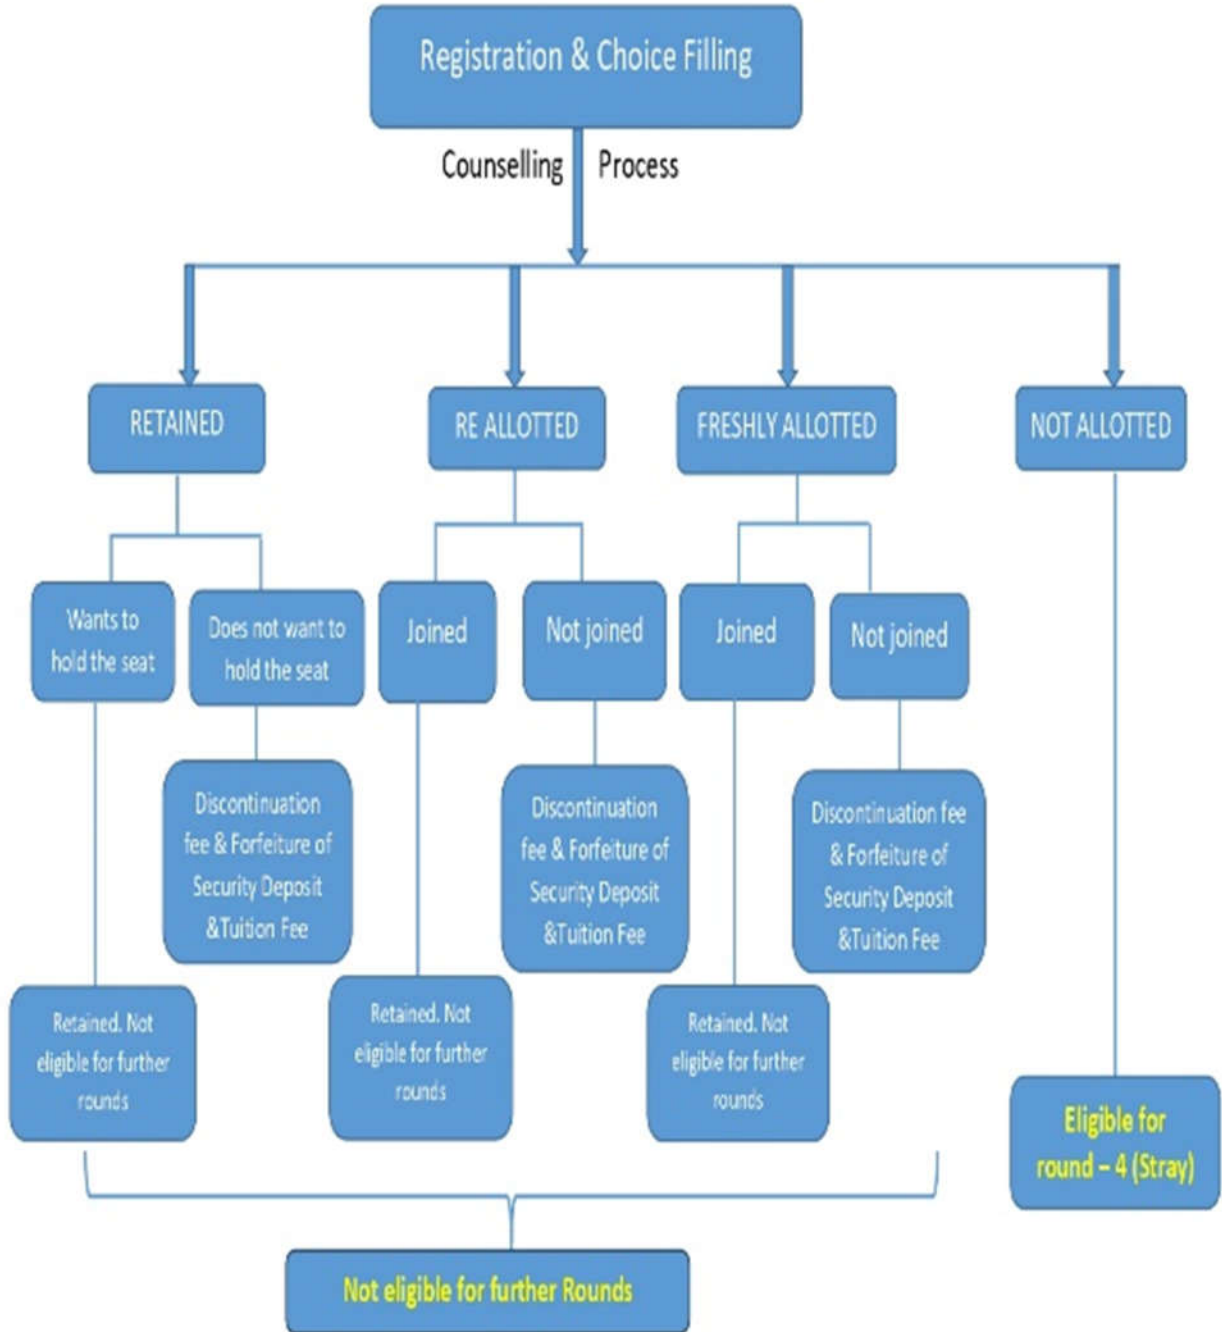 Registration & Choice Filling
Counselling Process
RETAINED
RE ALLOTTED
FRESHLY ALLOTTED
NOT ALLOTTED
Wants to
hold the seat
Does not want to
hold the seat
Joined
Not joined
Joined
Not joined
Discontinuation
fee & Forfeiture of
Security Deposit
&Tuition Fee
Discontinuation
fee & Forfeiture of
Security Deposit
&Tuition Fee
Discontinuation fee
& Forfeiture of
Security Deposit
&Tuition Fee
Retained. Not
eligible for further
rounds
Retained. Not
eligible for further
rounds
Retained. Not
eligible for further
rounds
Eligible for
round – 4 (Stray)
Not eligible for further Rounds